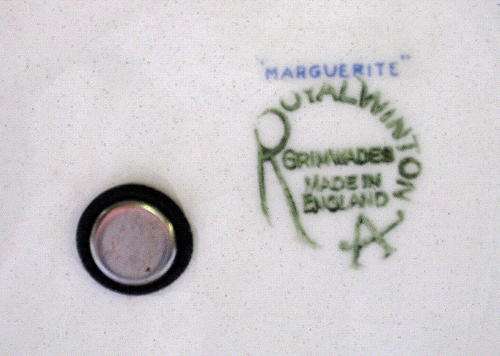 "MARGUERITE"
ROYAL WINTON
GRIMWADES
MADE IN
ENGLAND
A